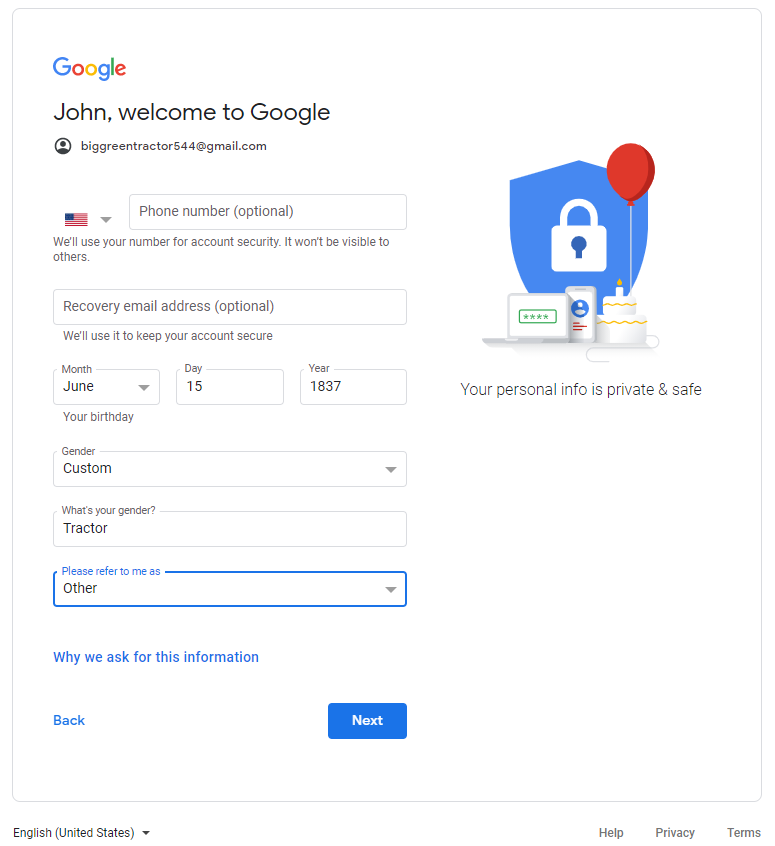 Google
John, welcome to Google
biggreentractor544@gmail.com
Phone number (optional)
We'll use your number for account security. It won't be visible to
others.
Recovery email address (optional)
We'll use it to keep your account secure
Month Day Year
June 15 1837
Your birthday
Gender
Custom
What's your gender?
Tractor
Please refer to me as
Other
Why we ask for this information
Back Next
****
Your personal info is private & safe
English (United States) Help Privacy Terms